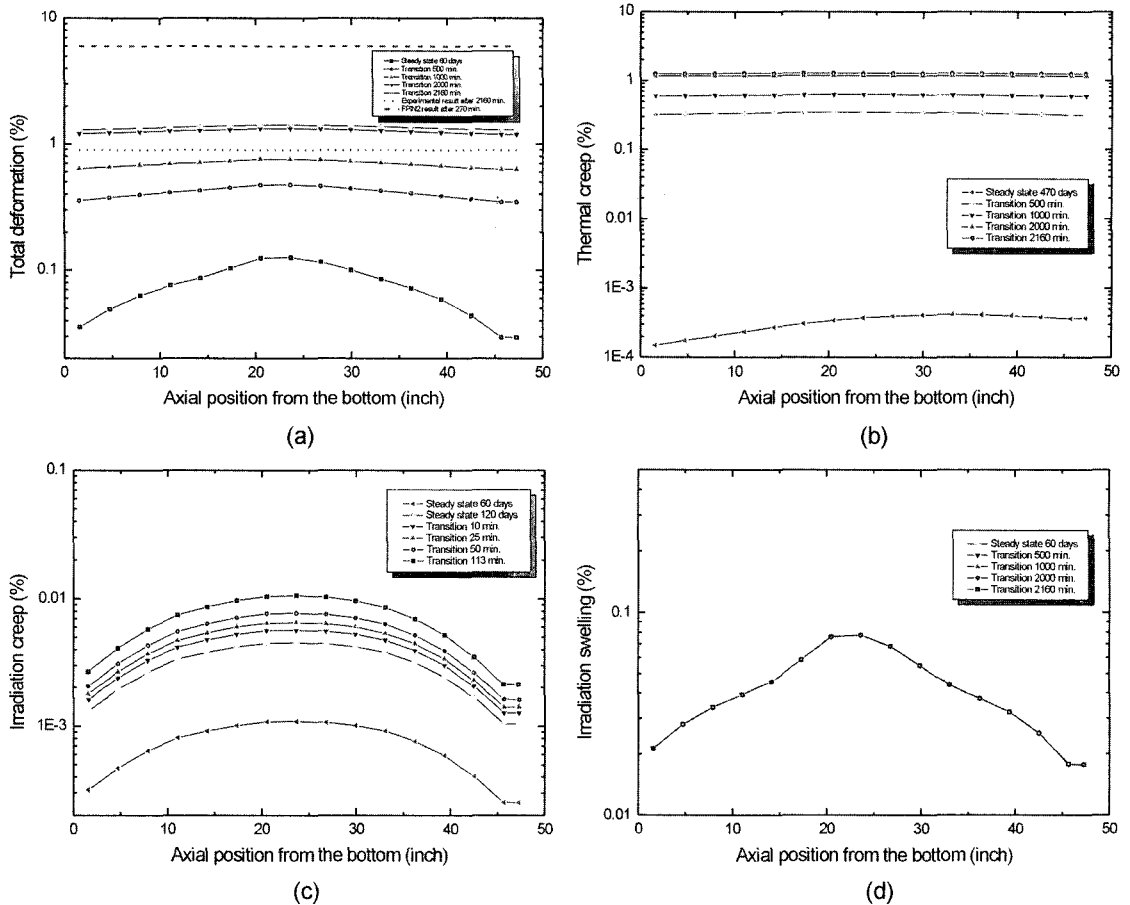 10
1
0.1
Total deformation (%)
Steady state 60 days
Transition 500 min.
Transition 1000 min.
Transition 2000 min.
Transition 2160 min.
Experimental result after 2160 min.
FPIN2 result after 270 min.
0 10 20 30 40 50
Axial position from the bottom (inch)
(a)
10
1
0.1
0.01
1E-3
1E-4
Thermal creep (%)
Steady state 470 days
Transition 500 min.
Transition 1000 min.
Transition 2000 min.
Transition 2160 min.
0 10 20 30 40 50
Axial position from the bottom (inch)
(b)
0.1
0.01
1E-3
Irradiation creep (%)
Steady state 60 days
Steady state 120 days
Transition 10 min.
Transition 25 min.
Transition 50 min.
Transition 113 min.
0 10 20 30 40 50
Axial position from the bottom (inch)
(c)
0.1
0.01
Irradiation swelling (%)
Steady state 60 days
Transition 500 min.
Transition 1000 min.
Transition 2000 min.
Transition 2160 min.
0 10 20 30 40 50
Axial position from the bottom (inch)
(d)